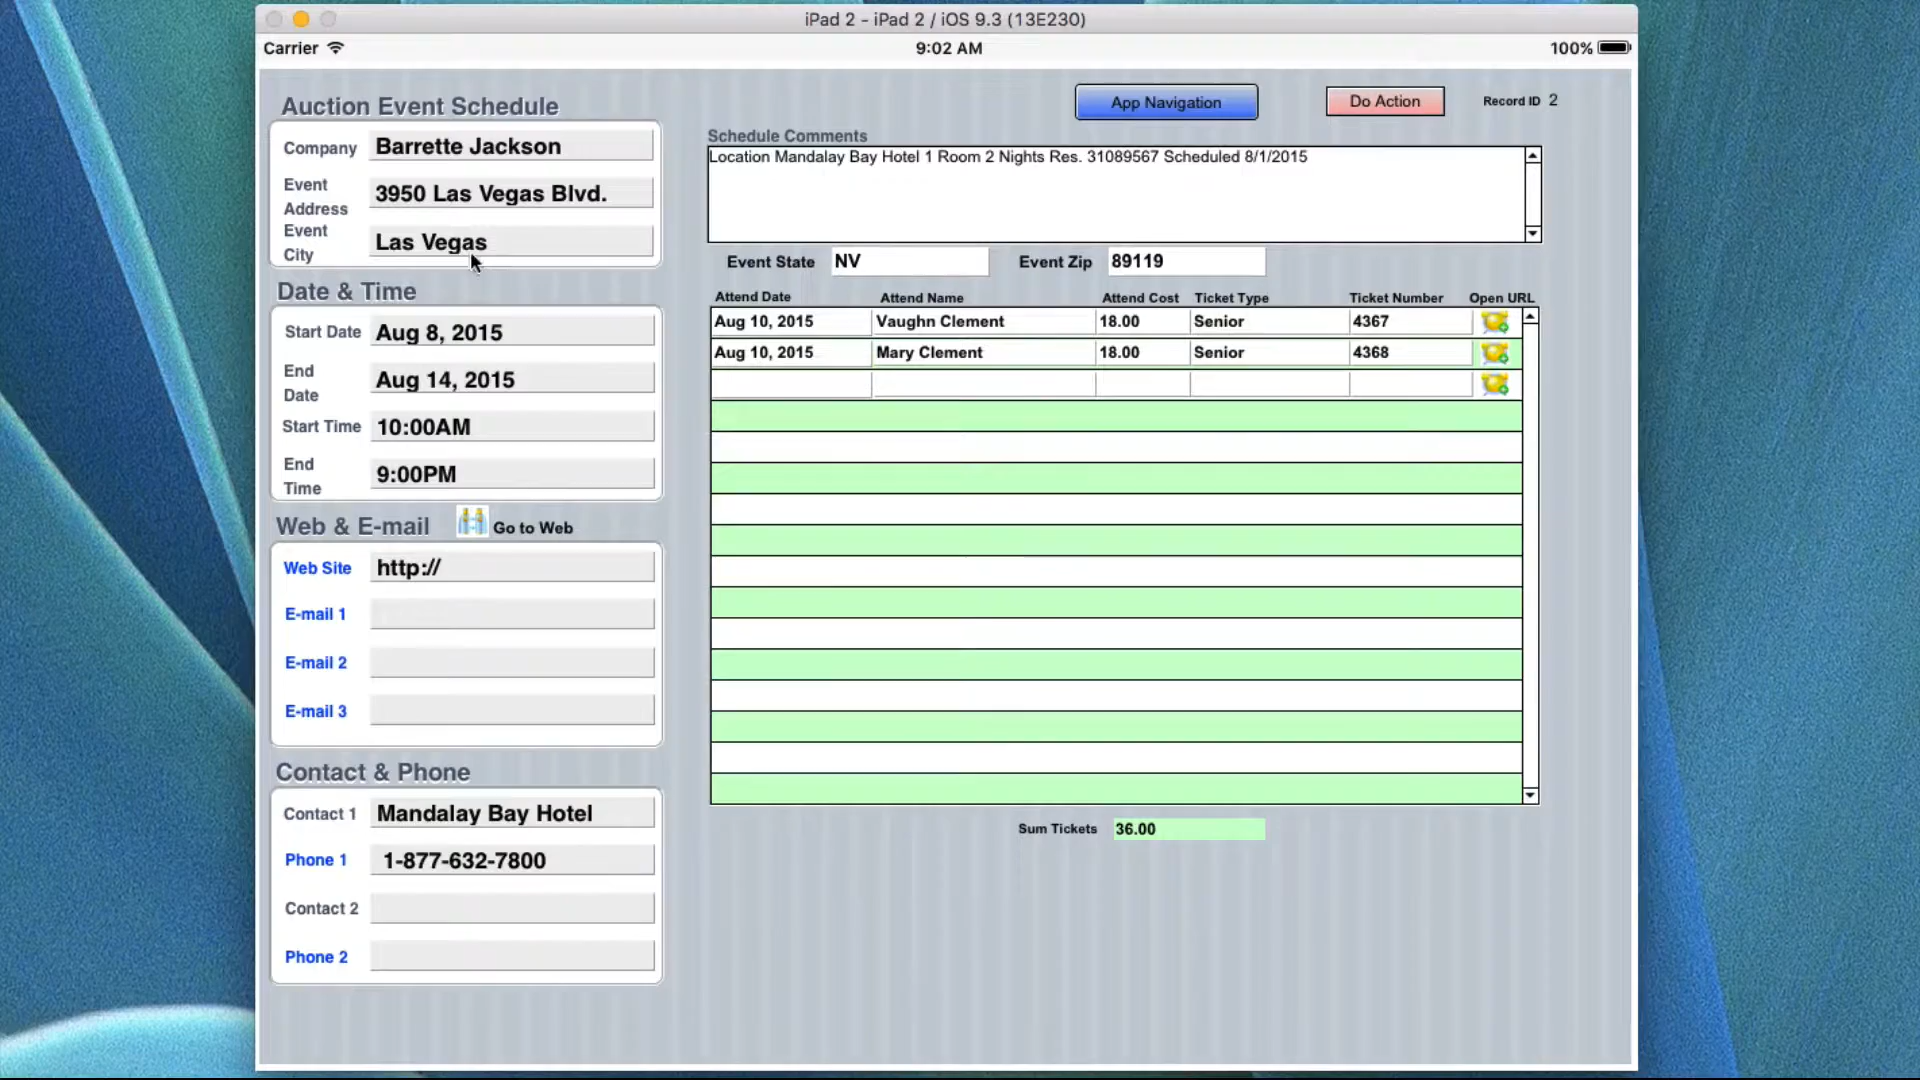 iPad 2 - iPad 2 / iOS 9.3 (13E230)
Carrier 9:02 AM 100%
App Navigation Do Action Record ID 2
Auction Event Schedule
Company Barrette Jackson
Event Address 3950 Las Vegas Blvd.
Event City Las Vegas
Schedule Comments
Location Mandalay Bay Hotel 1 Room 2 Nights Res. 31089567 Scheduled 8/1/2015
Event State NV Event Zip 89119
Date & Time
Start Date Aug 8, 2015
End Date Aug 14, 2015
Start Time 10:00AM
End Time 9:00PM
Attend Date Attend Name Attend Cost Ticket Type Ticket Number Open URL
Aug 10, 2015 Vaughn Clement 18.00 Senior 4367
Aug 10, 2015 Mary Clement 18.00 Senior 4368
Sum Tickets 36.00
Web & E-mail Go to Web
Web Site http://
E-mail 1
E-mail 2
E-mail 3
Contact & Phone
Contact 1 Mandalay Bay Hotel
Phone 1 1-877-632-7800
Contact 2
Phone 2